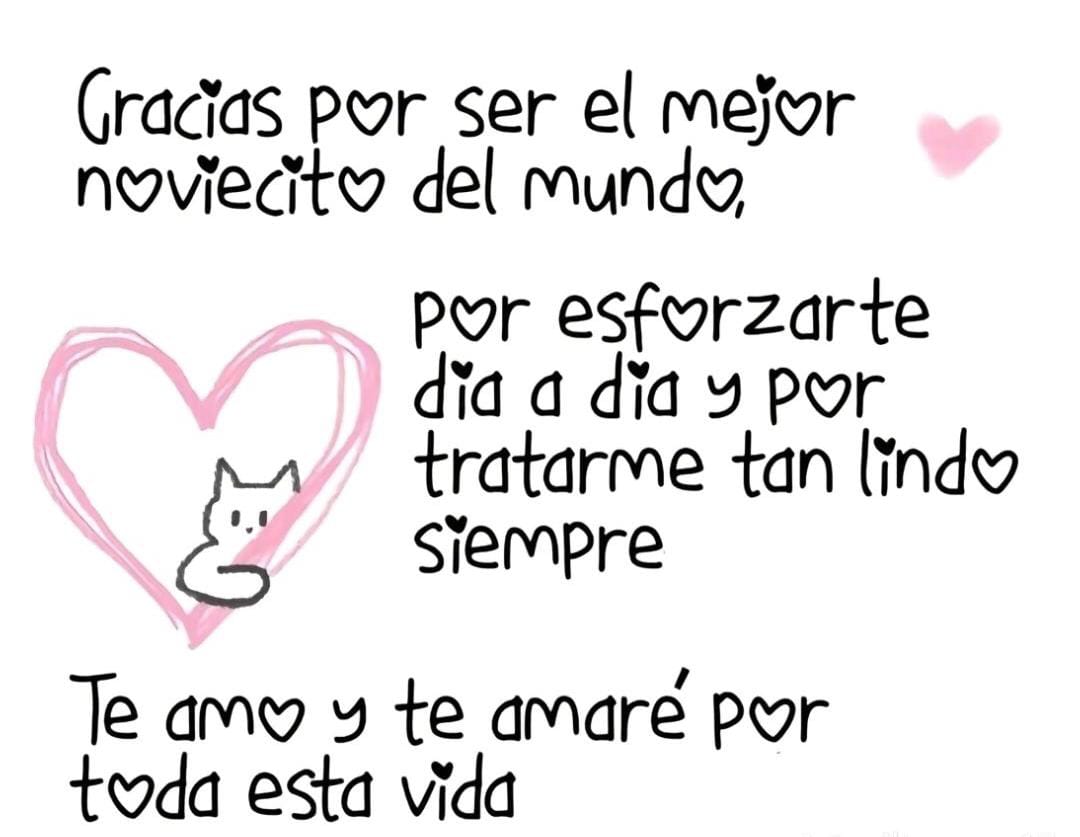 Gracias por ser el mejor
noviecito del mundo,
por esforzarte
dia a dia y por
tratarme tan lindo
siempre
Te amo y te amaré por
toda esta vida